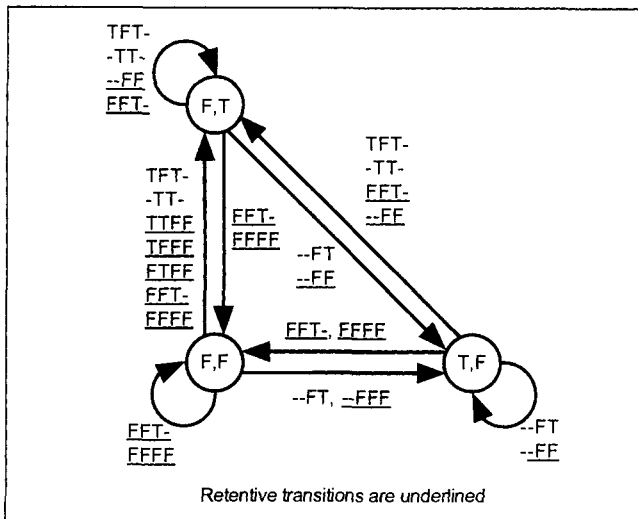 TFT-
-TT-
--FF
FFT-
F,T
TFT-
-TT-
TTFF
TFFF
FTFF
FFT-
FFFF
FFT-
FFFF
--FT
--FF
TFT-
-TT-
FFT-
--FF
F,F
FFT-, FFFF
T,F
--FT, --FFF
FFT-
FFFF
--FT
--FF
Retentive transitions are underlined